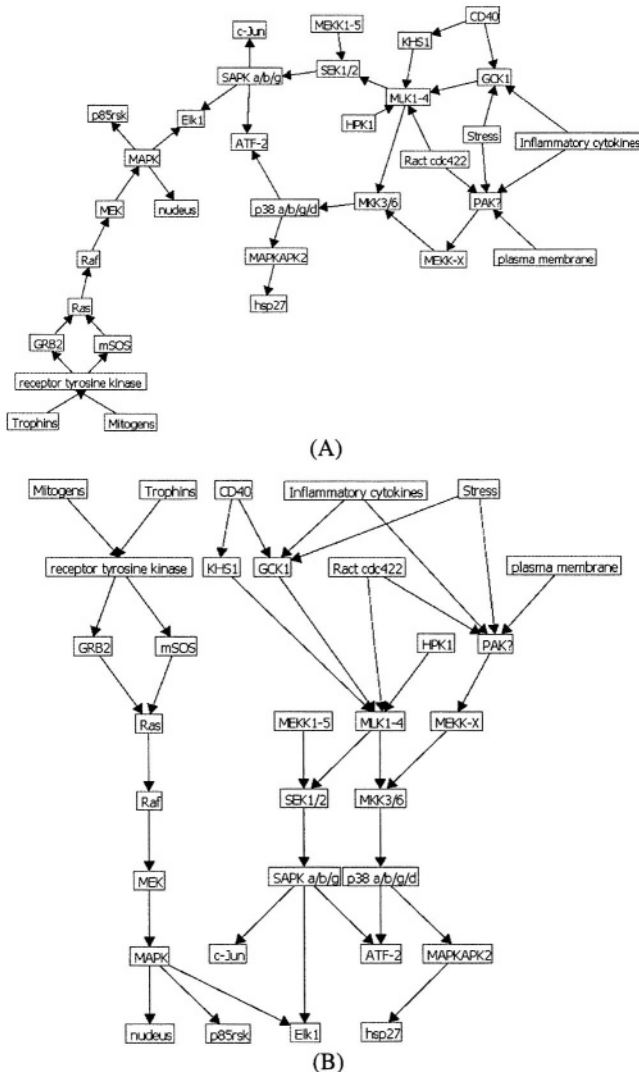 CD40
MEKK1-5
c-Jun
KHS1
SEK1/2
SAPK a/b/g
GCK1
MLK1-4
p85rsk
Elk1
HPK1
Stress
Inflammatory cytokines
ATF-2
MAPK
Ract cdc422
MEK
nudeus
p38 a/b/g/d
MKK3/6
PAK?
Raf
MAPKAPK2
MEKK-X
plasma membrane
Ras
hsp27
GRB2
mSOS
receptor tyrosine kinase
Trophins
Mitogens
(A)
Mitogens
Trophins
CD40
Inflammatory cytokines
Stress
receptor tyrosine kinase
KHS1
GCK1
Ract cdc422
plasma membrane
GRB2
mSOS
HPK1
PAK?
Ras
MEKK1-5
MLK1-4
MEKK-X
Raf
SEK1/2
MKK3/6
MEK
SAPK a/b/g
p38 a/b/g/d
MAPK
c-Jun
ATF-2
MAPKAPK2
nudeus
p85rsk
Elk1
hsp27
(B)